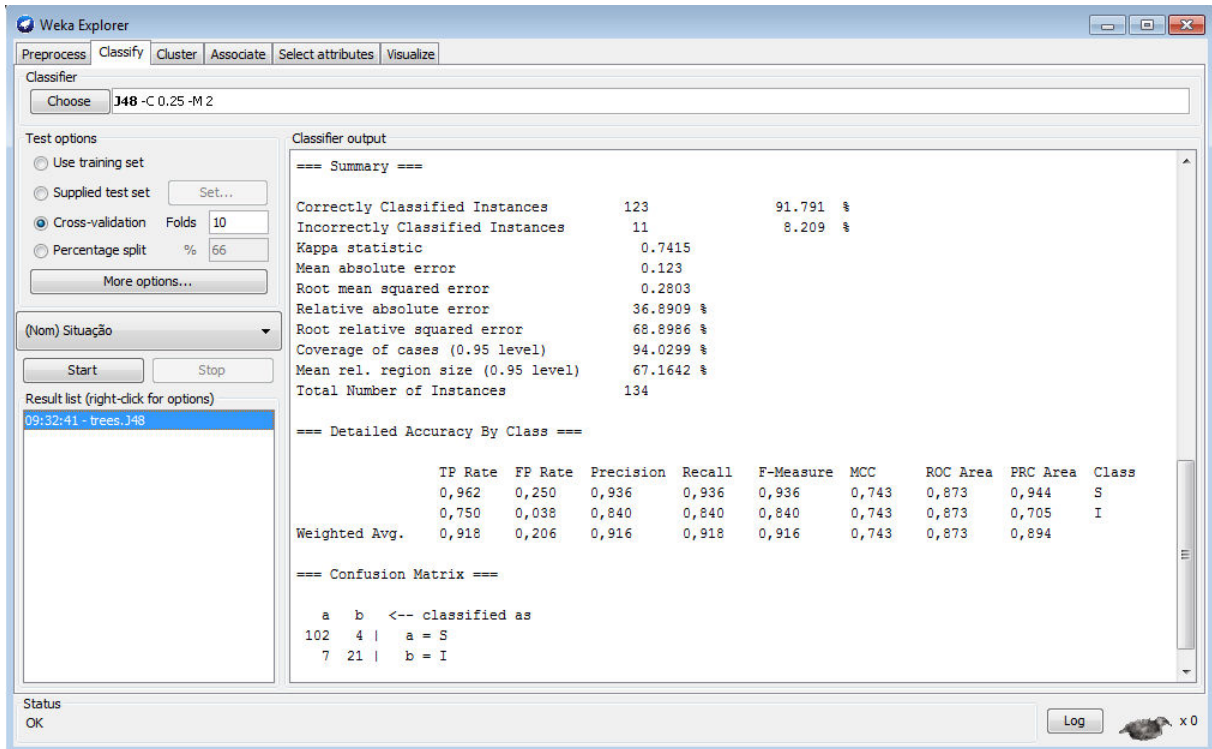 Weka Explorer
Preprocess Classify Cluster Associate Select attributes Visualize
Classifier
Choose J48 -C 0.25 -M 2
Test options
Use training set
Supplied test set Set...
Cross-validation Folds 10
Percentage split % 66
More options...
(Nom) Situação
Start Stop
Result list (right-click for options)
09:32:41 - trees.J48
Classifier output
=== Summary ===
Correctly Classified Instances 123 91.791 %
Incorrectly Classified Instances 11 8.209 %
Kappa statistic 0.7415
Mean absolute error 0.123
Root mean squared error 0.2803
Relative absolute error 36.8909 %
Root relative squared error 68.8986 %
Coverage of cases (0.95 level) 94.0299 %
Mean rel. region size (0.95 level) 67.1642 %
Total Number of Instances 134
=== Detailed Accuracy By Class ===
TP Rate FP Rate Precision Recall F-Measure MCC ROC Area PRC Area Class
0,962 0,250 0,936 0,936 0,936 0,743 0,873 0,944 S
0,750 0,038 0,840 0,840 0,840 0,743 0,873 0,705 I
Weighted Avg. 0,918 0,206 0,916 0,918 0,916 0,743 0,873 0,894
=== Confusion Matrix ===
a b <-- classified as
102 4 | a = S
7 21 | b = I
Status
OK
Log x 0